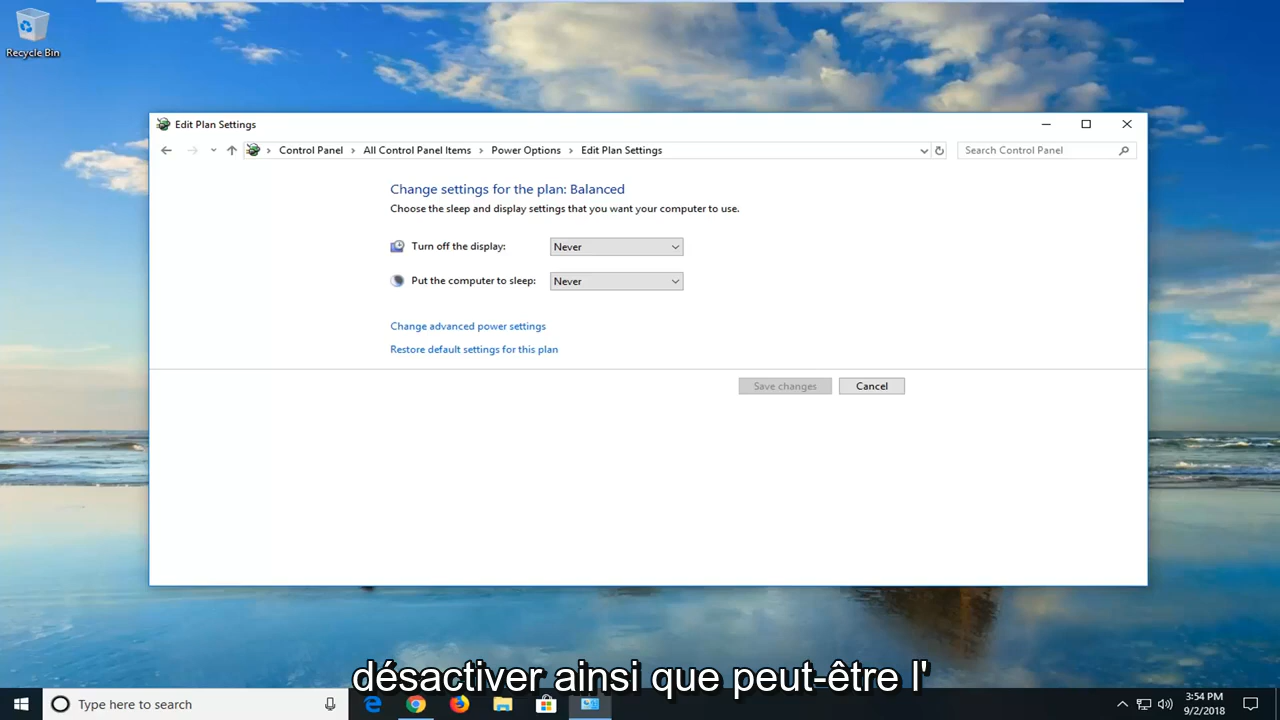 Recycle Bin
Edit Plan Settings
Control Panel > All Control Panel Items > Power Options > Edit Plan Settings
Search Control Panel
Change settings for the plan: Balanced
Choose the sleep and display settings that you want your computer to use.
Turn off the display: Never
Put the computer to sleep: Never
Change advanced power settings
Restore default settings for this plan
Save changes Cancel
désactiver ainsi que peut-être l'
Type here to search
3:54 PM
9/2/2018